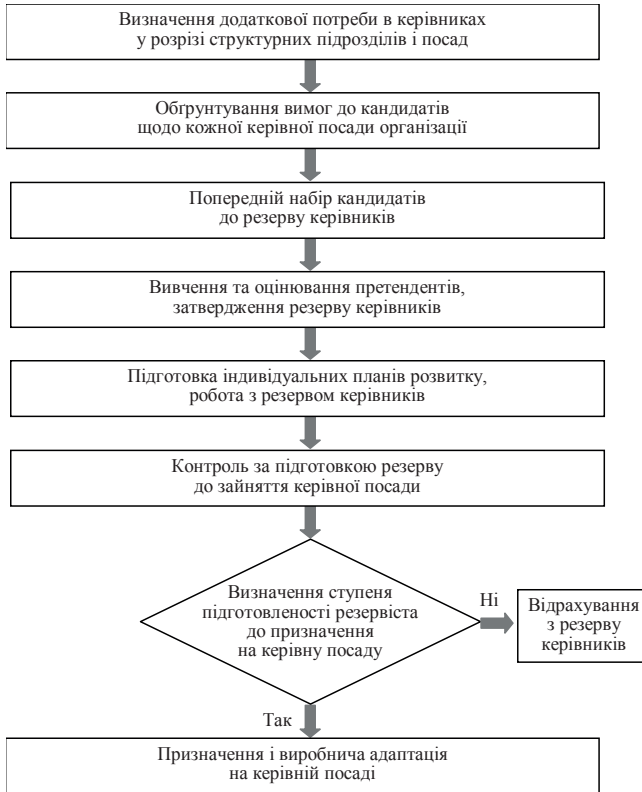 Визначення додаткової потреби в керівниках
у розрізі структурних підрозділів і посад
Обґрунтування вимог до кандидатів
щодо кожної керівної посади організації
Попередній набір кандидатів
до резерву керівників
Вивчення та оцінювання претендентів,
затвердження резерву керівників
Підготовка індивідуальних планів розвитку,
робота з резервом керівників
Контроль за підготовкою резерву
до зайняття керівної посади
Визначення ступеня
підготовленості резервіста
до призначення
на керівну посаду
Ні
Відрахування
з резерву
керівників
Так
Призначення і виробнича адаптація
на керівній посаді